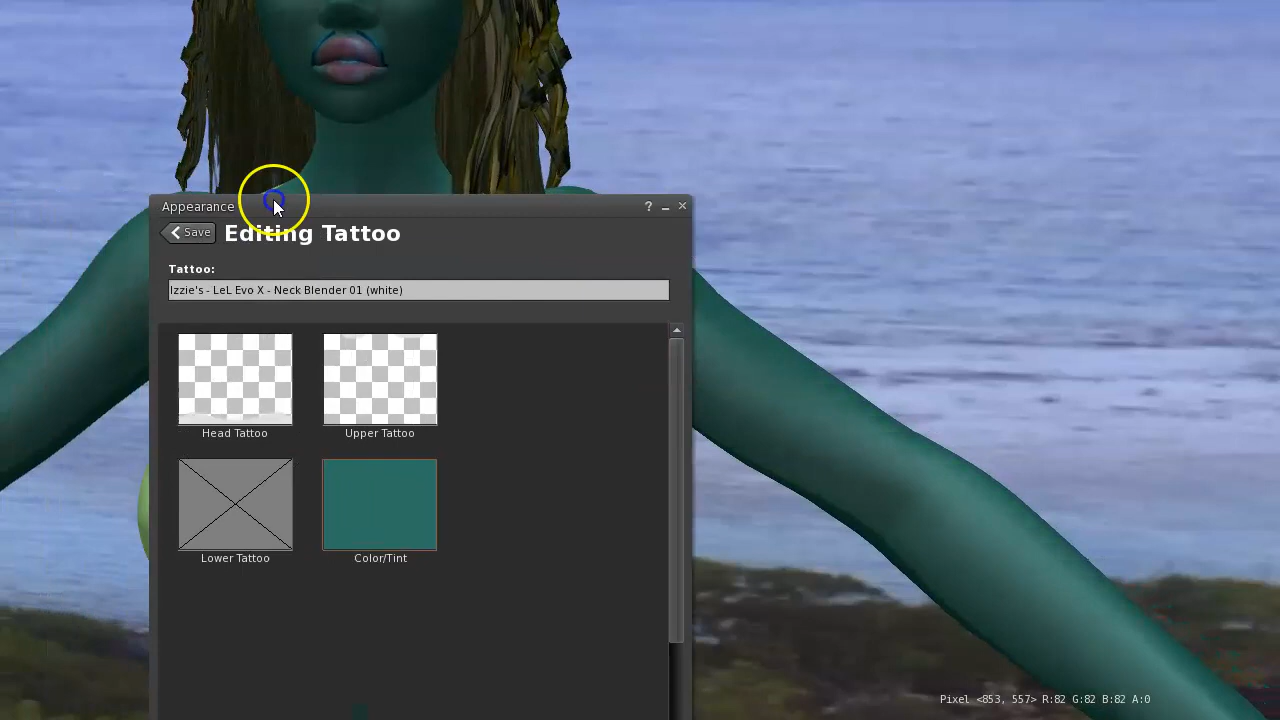 Appearance
?
Save
Editing Tattoo
Tattoo:
Izzie's - LeL Evo X - Neck Blender 01 (white)
Head Tattoo
Upper Tattoo
Lower Tattoo
Color/Tint
Pixel <853, 557> R:82 G:82 B:82 A:0